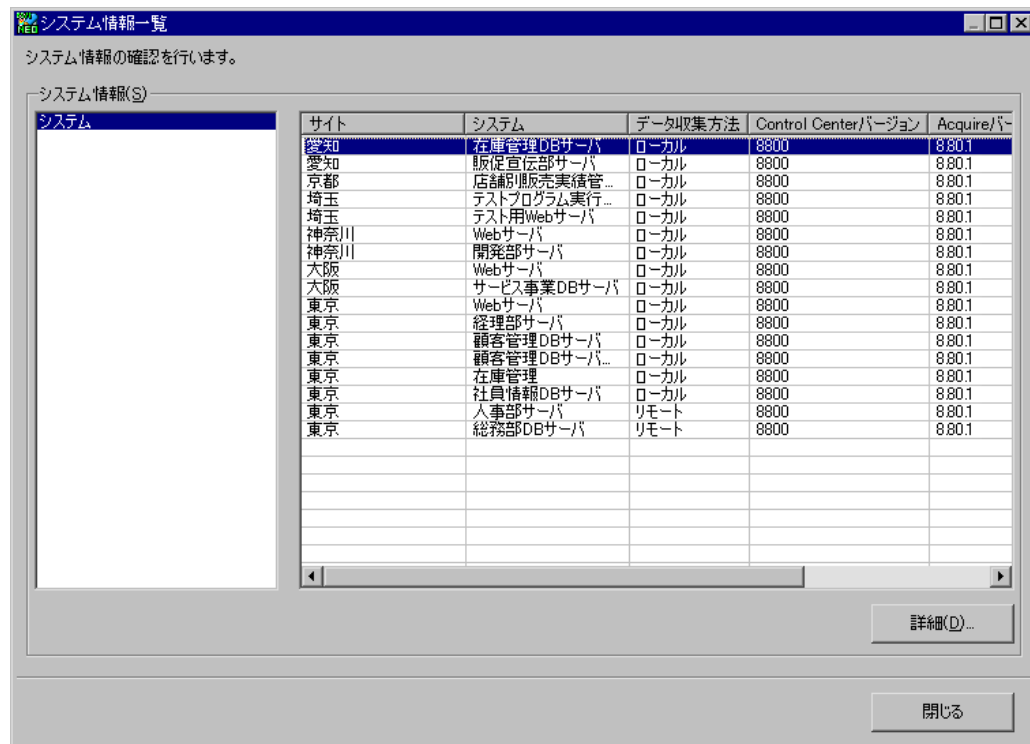 システム情報一覧
システム情報の確認を行います。
システム情報(S)
システム
サイト システム データ収集方法 Control Centerバージョン Acquireバー
愛知 在庫管理DBサーバ ローカル 8800 8.80.1
愛知 販促宣伝部サーバ ローカル 8800 8.80.1
京都 店舗別販売実績管... ローカル 8800 8.80.1
埼玉 テストプログラム実行... ローカル 8800 8.80.1
埼玉 テスト用Webサーバ ローカル 8800 8.80.1
神奈川 Webサーバ ローカル 8800 8.80.1
神奈川 開発部サーバ ローカル 8800 8.80.1
大阪 Webサーバ ローカル 8800 8.80.1
大阪 サービス事業DBサーバ ローカル 8800 8.80.1
東京 Webサーバ ローカル 8800 8.80.1
東京 経理部サーバ ローカル 8800 8.80.1
東京 顧客管理DBサーバ ローカル 8800 8.80.1
東京 顧客管理DBサーバ... ローカル 8800 8.80.1
東京 在庫管理 ローカル 8800 8.80.1
東京 社員情報DBサーバ ローカル 8800 8.80.1
東京 人事部サーバ リモート 8800 8.80.1
東京 総務部DBサーバ リモート 8800 8.80.1
詳細(D)...
閉じる